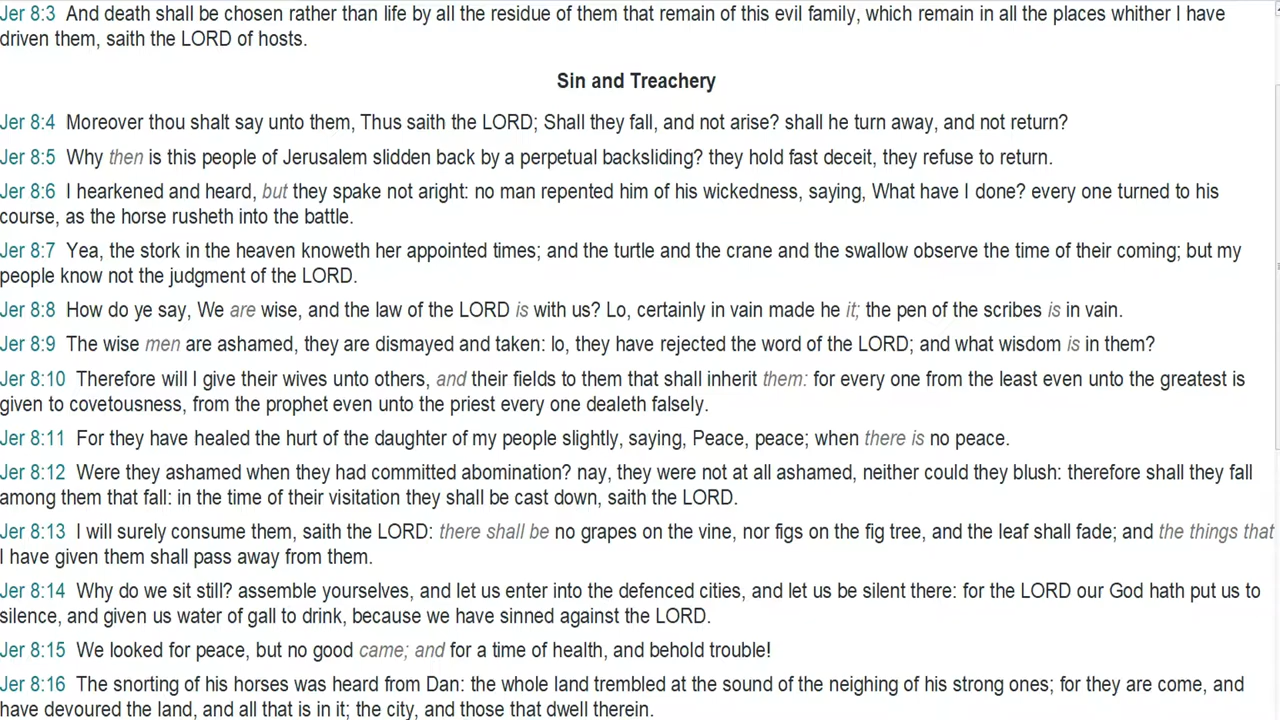 Jer 8:3 And death shall be chosen rather than life by all the residue of them that remain of this evil family, which remain in all the places whither I have
driven them, saith the LORD of hosts.
Sin and Treachery
Jer 8:4 Moreover thou shalt say unto them, Thus saith the LORD; Shall they fall, and not arise? shall he turn away, and not return?
Jer 8:5 Why then is this people of Jerusalem slidden back by a perpetual backsliding? they hold fast deceit, they refuse to return.
Jer 8:6 I hearkened and heard, but they spake not aright: no man repented him of his wickedness, saying, What have I done? every one turned to his
course, as the horse rusheth into the battle.
Jer 8:7 Yea, the stork in the heaven knoweth her appointed times; and the turtle and the crane and the swallow observe the time of their coming; but my
people know not the judgment of the LORD.
Jer 8:8 How do ye say, We are wise, and the law of the LORD is with us? Lo, certainly in vain made he it; the pen of the scribes is in vain.
Jer 8:9 The wise men are ashamed, they are dismayed and taken: lo, they have rejected the word of the LORD; and what wisdom is in them?
Jer 8:10 Therefore will I give their wives unto others, and their fields to them that shall inherit them: for every one from the least even unto the greatest is
given to covetousness, from the prophet even unto the priest every one dealeth falsely.
Jer 8:11 For they have healed the hurt of the daughter of my people slightly, saying, Peace, peace; when there is no peace.
Jer 8:12 Were they ashamed when they had committed abomination? nay, they were not at all ashamed, neither could they blush: therefore shall they fall
among them that fall: in the time of their visitation they shall be cast down, saith the LORD.
Jer 8:13 I will surely consume them, saith the LORD: there shall be no grapes on the vine, nor figs on the fig tree, and the leaf shall fade; and the things that
I have given them shall pass away from them.
Jer 8:14 Why do we sit still? assemble yourselves, and let us enter into the defenced cities, and let us be silent there: for the LORD our God hath put us to
silence, and given us water of gall to drink, because we have sinned against the LORD.
Jer 8:15 We looked for peace, but no good came; and for a time of health, and behold trouble!
Jer 8:16 The snorting of his horses was heard from Dan: the whole land trembled at the sound of the neighing of his strong ones; for they are come, and
have devoured the land, and all that is in it; the city, and those that dwell therein.